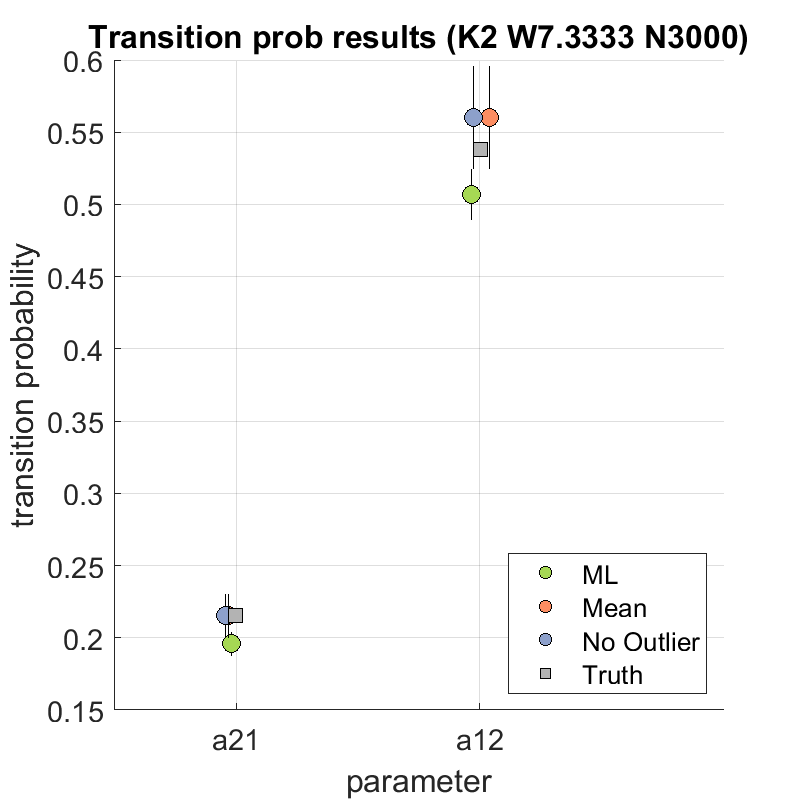 Transition prob results (K2 W7.3333 N3000)
0.6
0.55
0.5
0.45
0.4
0.35
0.3
0.25
0.2
0.15
transition probability
a21
a12
parameter
ML
Mean
No Outlier
Truth